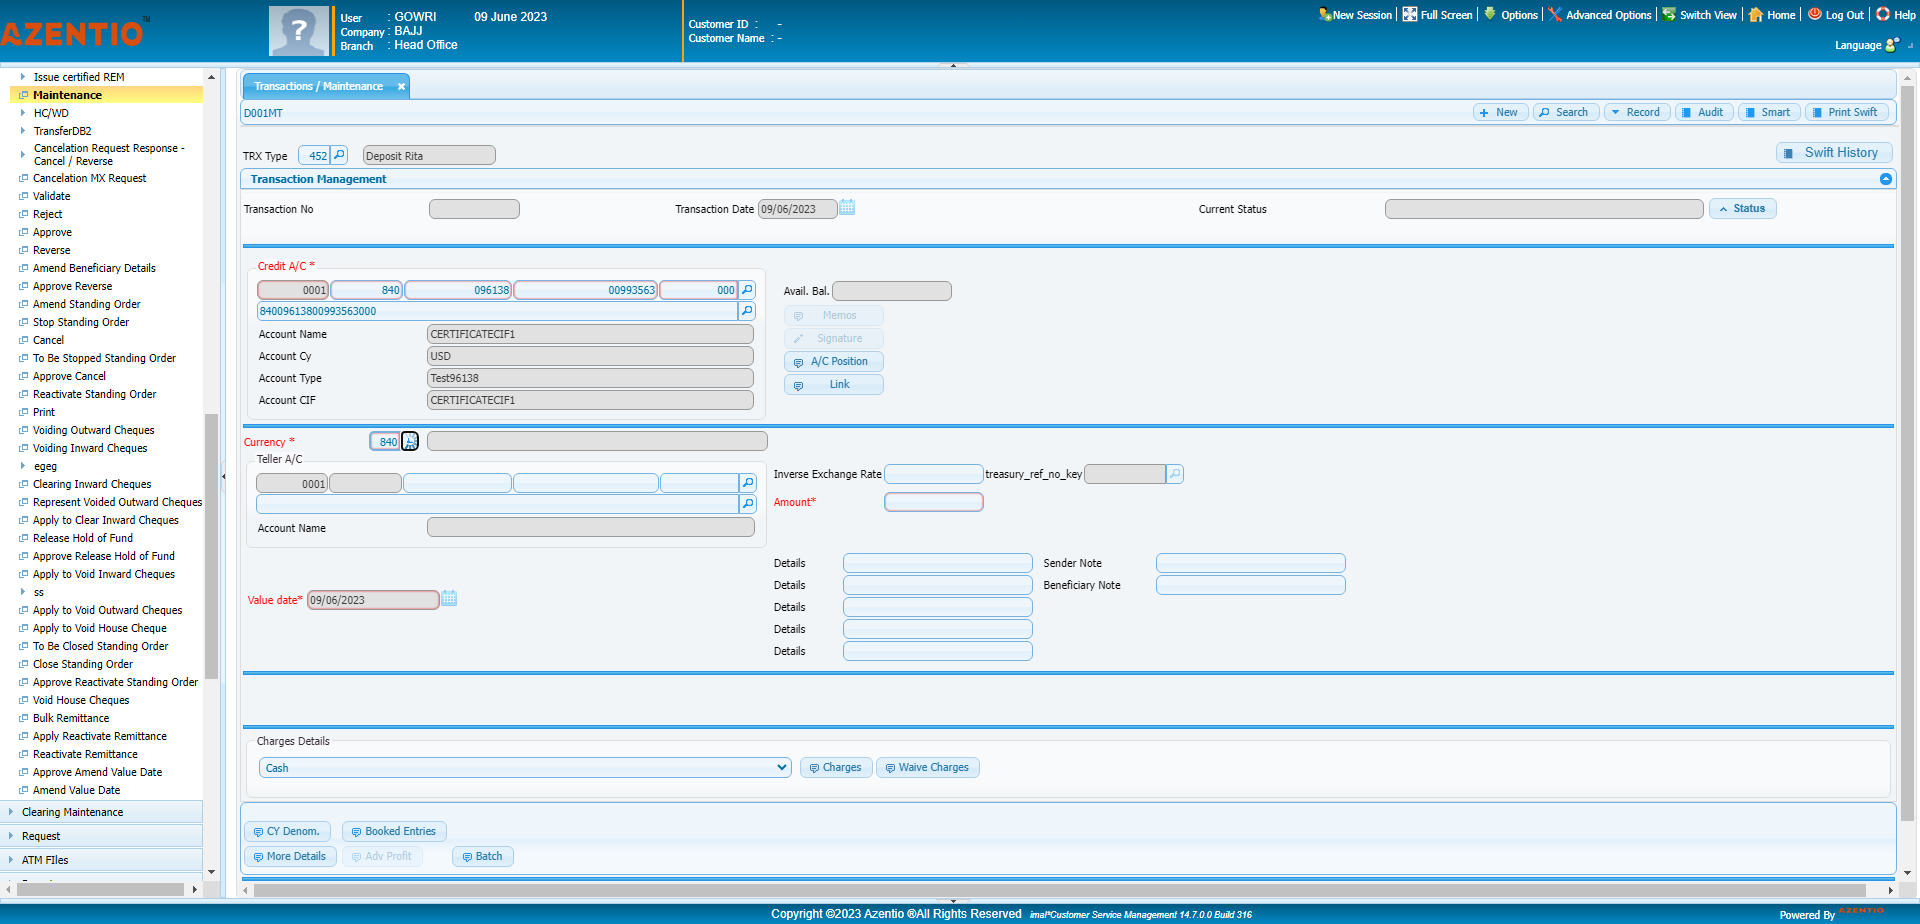 AZENTIO™
User : GOWRI 09 June 2023
Company : BAJJ
Branch : Head Office
Customer ID : -
Customer Name : -
New Session Full Screen Options Advanced Options Switch View Home Log Out Help
Language
Issue certified REM
Maintenance
HC/WD
TransferDB2
Cancelation Request Response -
Cancel / Reverse
Cancelation MX Request
Validate
Reject
Approve
Reverse
Amend Beneficiary Details
Approve Reverse
Amend Standing Order
Stop Standing Order
Cancel
To Be Stopped Standing Order
Approve Cancel
Reactivate Standing Order
Print
Voiding Outward Cheques
Voiding Inward Cheques
egeg
Clearing Inward Cheques
Represent Voided Outward Cheques
Apply to Clear Inward Cheques
Release Hold of Fund
Approve Release Hold of Fund
Apply to Void Inward Cheques
ss
Apply to Void Outward Cheques
Apply to Void House Cheque
To Be Closed Standing Order
Close Standing Order
Approve Reactivate Standing Order
Void House Cheques
Bulk Remittance
Apply Reactivate Remittance
Reactivate Remittance
Approve Amend Value Date
Amend Value Date
Clearing Maintenance
Request
ATM FIles
Transactions / Maintenance
D001MT
New Search Record Audit Smart Print Swift
TRX Type 452 Deposit Rita
Swift History
Transaction Management
Transaction No Transaction Date 09/06/2023 Current Status Status
Credit A/C *
0001 840 096138 00993563 000
84009613800993563000
Account Name CERTIFICATECIF1
Account Cy USD
Account Type Test96138
Account CIF CERTIFICATECIF1
Avail. Bal.
Memos
Signature
A/C Position
Link
Currency * 840
Teller A/C
0001
Account Name
Inverse Exchange Rate treasury_ref_no_key
Amount*
Value date* 09/06/2023
Details Sender Note
Details Beneficiary Note
Details
Details
Details
Charges Details
Cash Charges Waive Charges
CY Denom. Booked Entries
More Details Adv Profit Batch
Copyright ©2023 Azentio ®All Rights Reserved imal*Customer Service Management 14.7.0.0 Build 316
Powered By AZENTIO